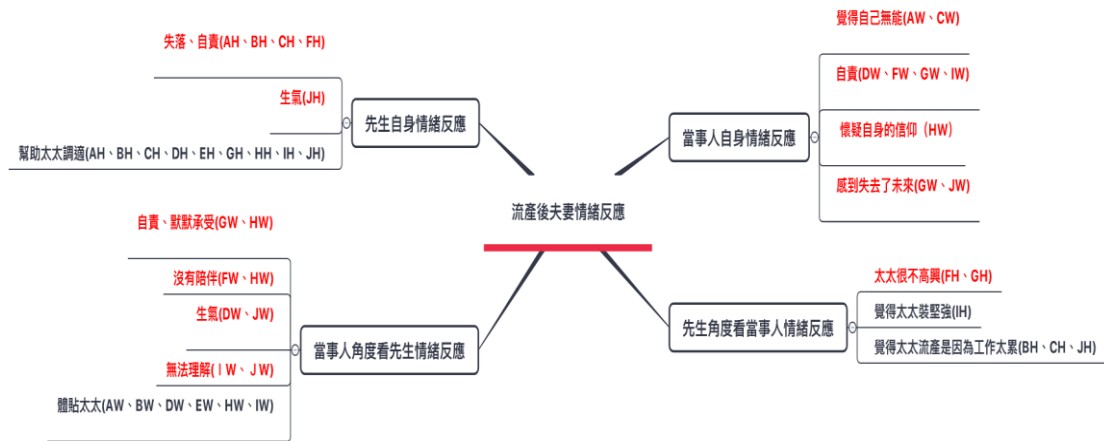 失落、自責(AH、BH、CH、FH)
生氣(JH)
幫助太太調適(AH、BH、CH、DH、EH、GH、HH、IH、JH)
先生自身情緒反應
覺得自己無能(AW、CW)
自責(DW、FW、GW、IW)
懷疑自身的信仰（HW）
感到失去了未來(GW、JW)
當事人自身情緒反應
流產後夫妻情緒反應
自責、默默承受(GW、HW)
沒有陪伴(FW、HW)
生氣(DW、JW)
無法理解(ＩW、ＪW)
體貼太太(AW、BW、DW、EW、HW、IW)
當事人角度看先生情緒反應
先生角度看當事人情緒反應
太太很不高興(FH、GH)
覺得太太裝堅強(IH)
覺得太太流產是因為工作太累(BH、CH、JH)